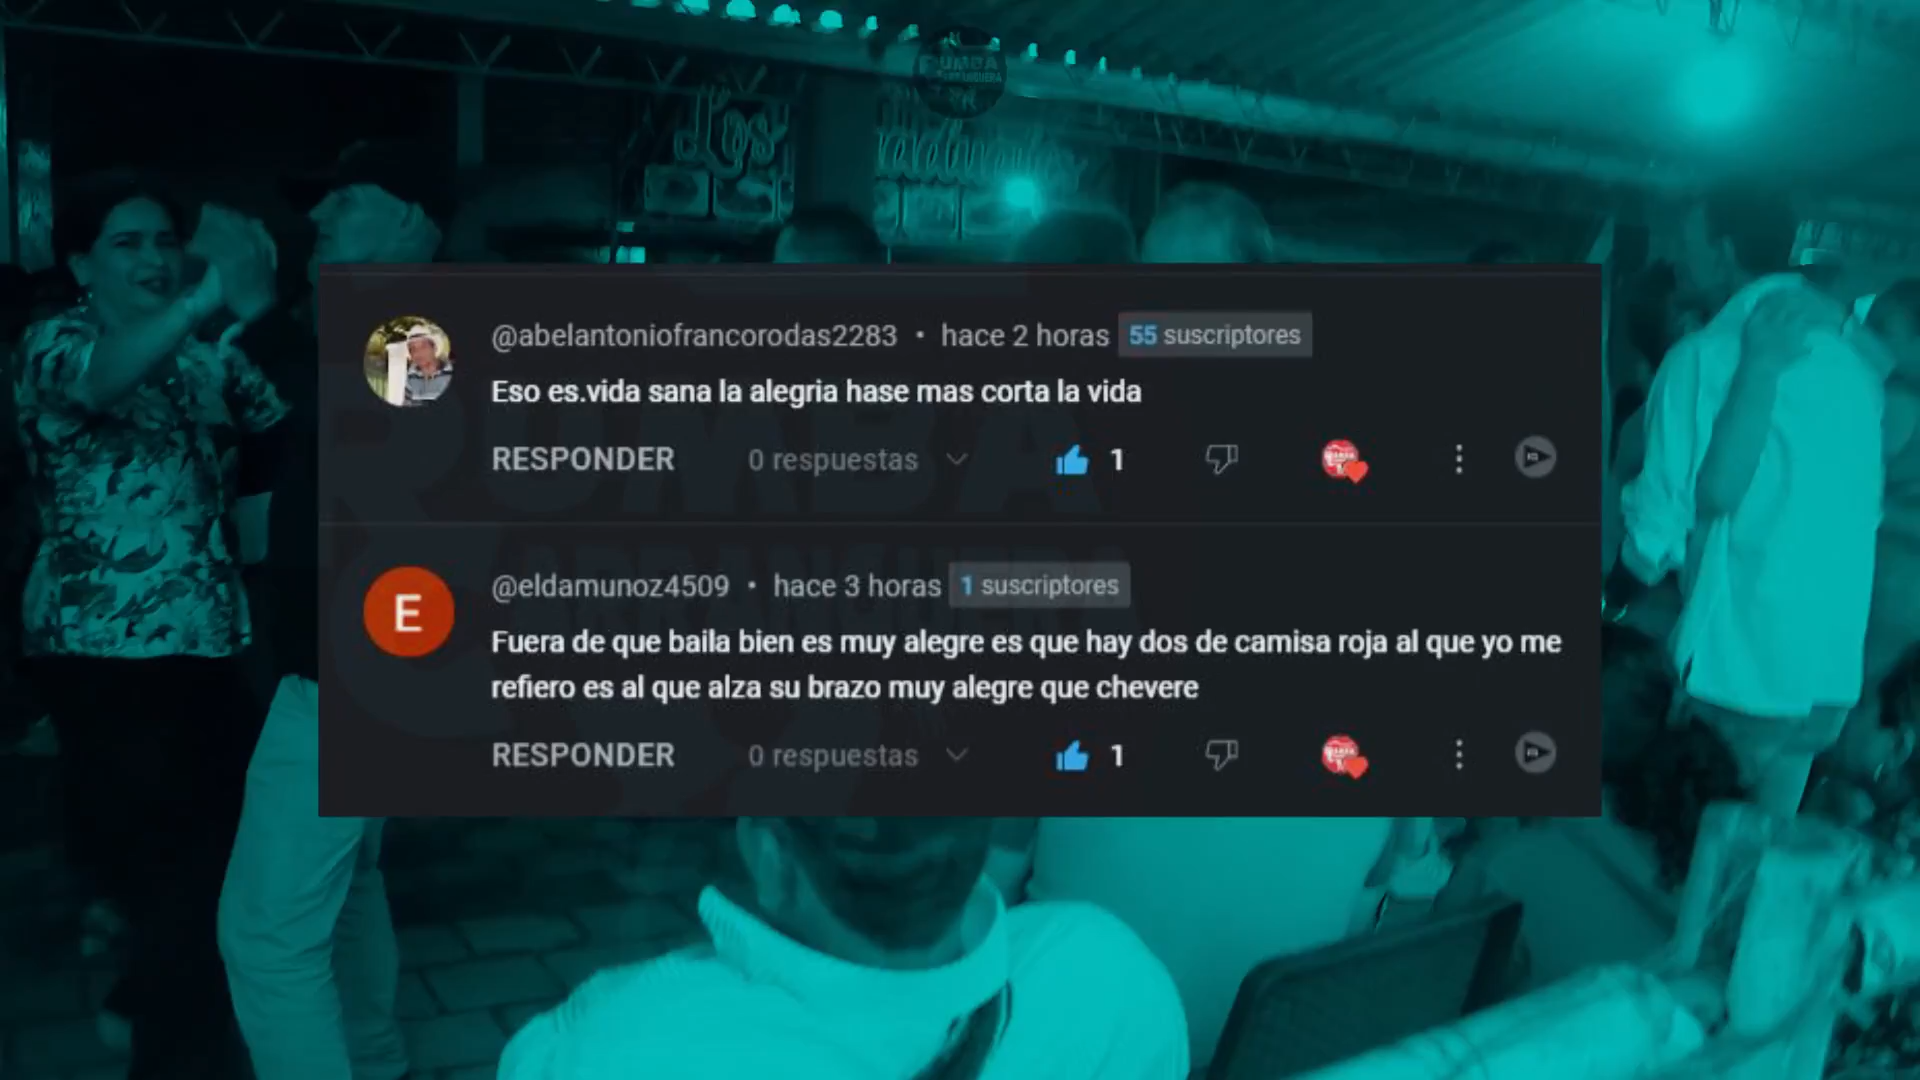 RUMBA
Los
@abelantoniofrancorodas2283 • hace 2 horas 55 suscriptores
Eso es.vida sana la alegria hase mas corta la vida
RESPONDER 0 respuestas 1
@eldamunoz4509 • hace 3 horas 1 suscriptores
E
Fuera de que baila bien es muy alegre es que hay dos de camisa roja al que yo me
refiero es al que alza su brazo muy alegre que chevere
RESPONDER 0 respuestas 1